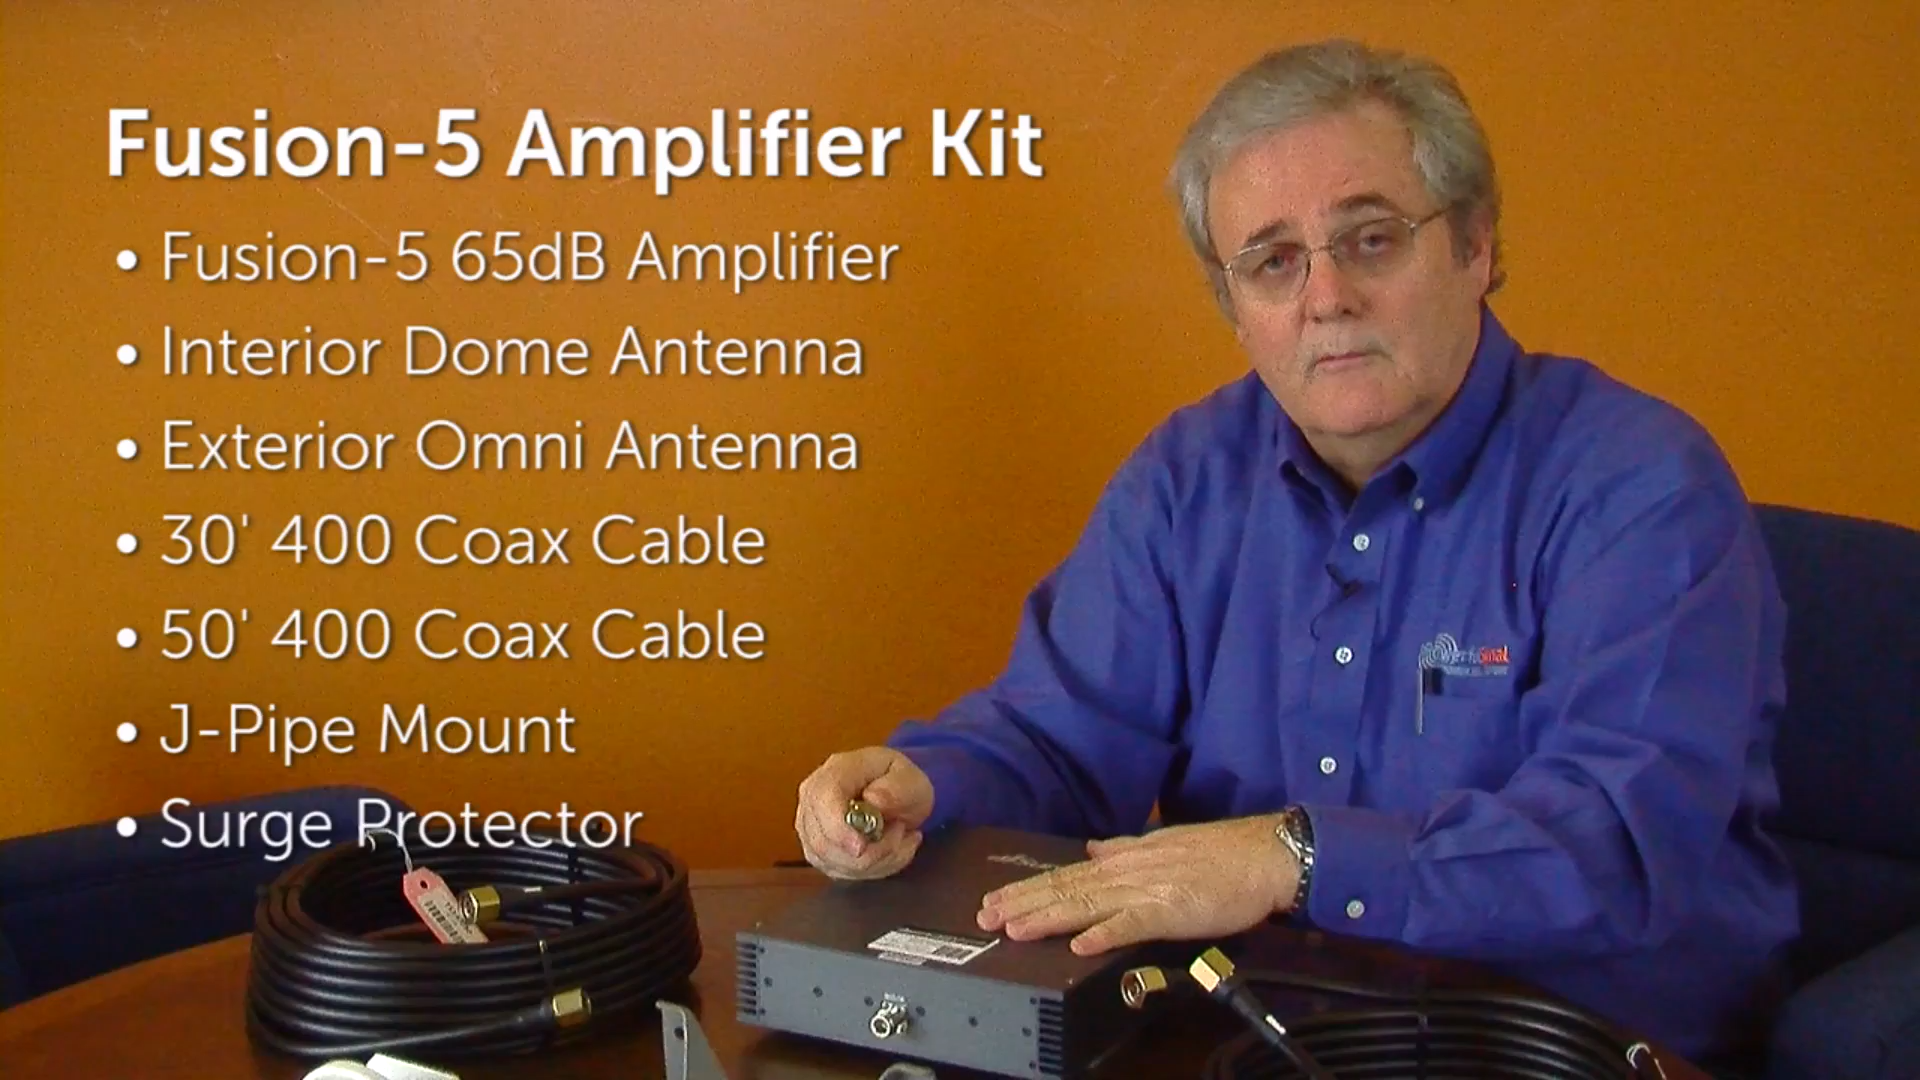 Fusion-5 Amplifier Kit
• Fusion-5 65dB Amplifier
• Interior Dome Antenna
• Exterior Omni Antenna
• 30' 400 Coax Cable
• 50' 400 Coax Cable
• J-Pipe Mount
• Surge Protector